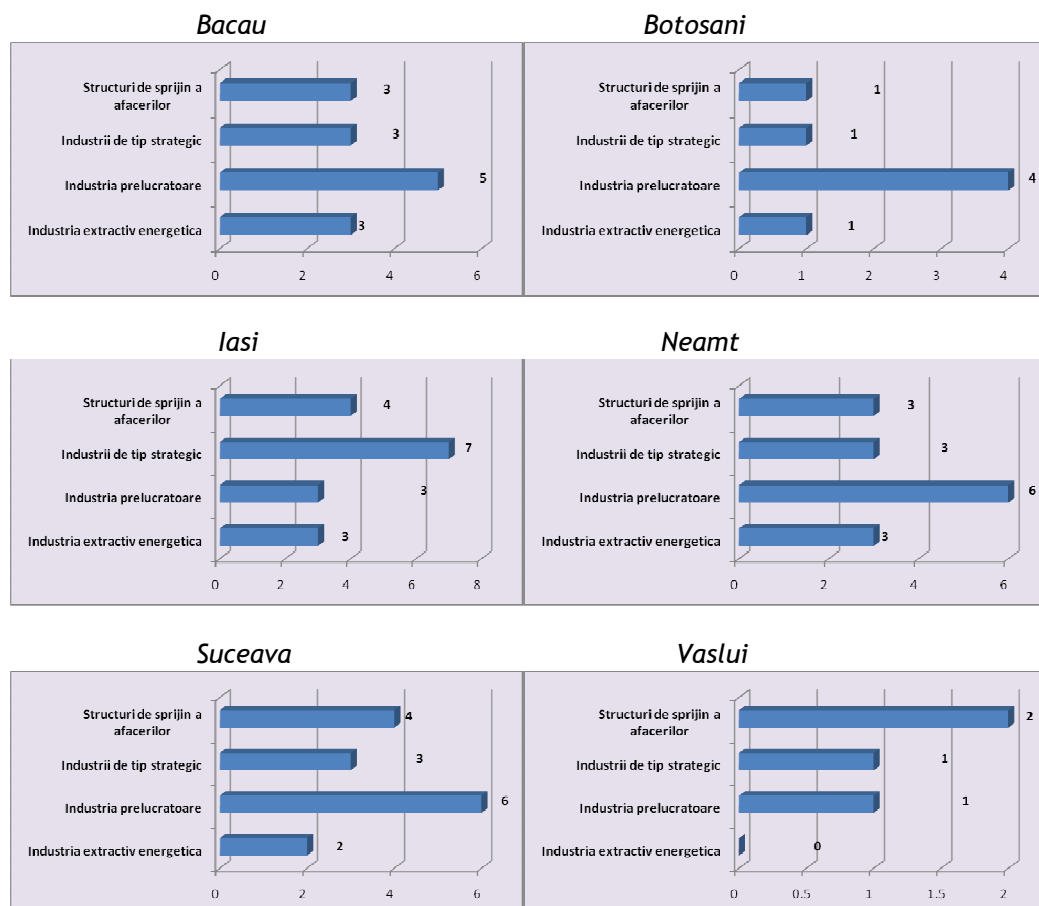 Bacau
Structuri de sprijin a
afacerilor
3
Industrii de tip strategic
3
Industria prelucratoare
5
Industria extractiv energetica
3
0 2 4 6
Botosani
Structuri de sprijin a
afacerilor
1
Industrii de tip strategic
1
Industria prelucratoare
4
Industria extractiv energetica
1
0 1 2 3 4
Iasi
Structuri de sprijin a
afacerilor
4
Industrii de tip strategic
7
Industria prelucratoare
3
Industria extractiv energetica
3
0 2 4 6 8
Neamt
Structuri de sprijin a
afacerilor
3
Industrii de tip strategic
3
Industria prelucratoare
6
Industria extractiv energetica
3
0 2 4 6
Suceava
Structuri de sprijin a
afacerilor
4
Industrii de tip strategic
3
Industria prelucratoare
6
Industria extractiv energetica
2
0 2 4 6
Vaslui
Structuri de sprijin a
afacerilor
2
Industrii de tip strategic
1
Industria prelucratoare
1
Industria extractiv energetica
0
0 0.5 1 1.5 2